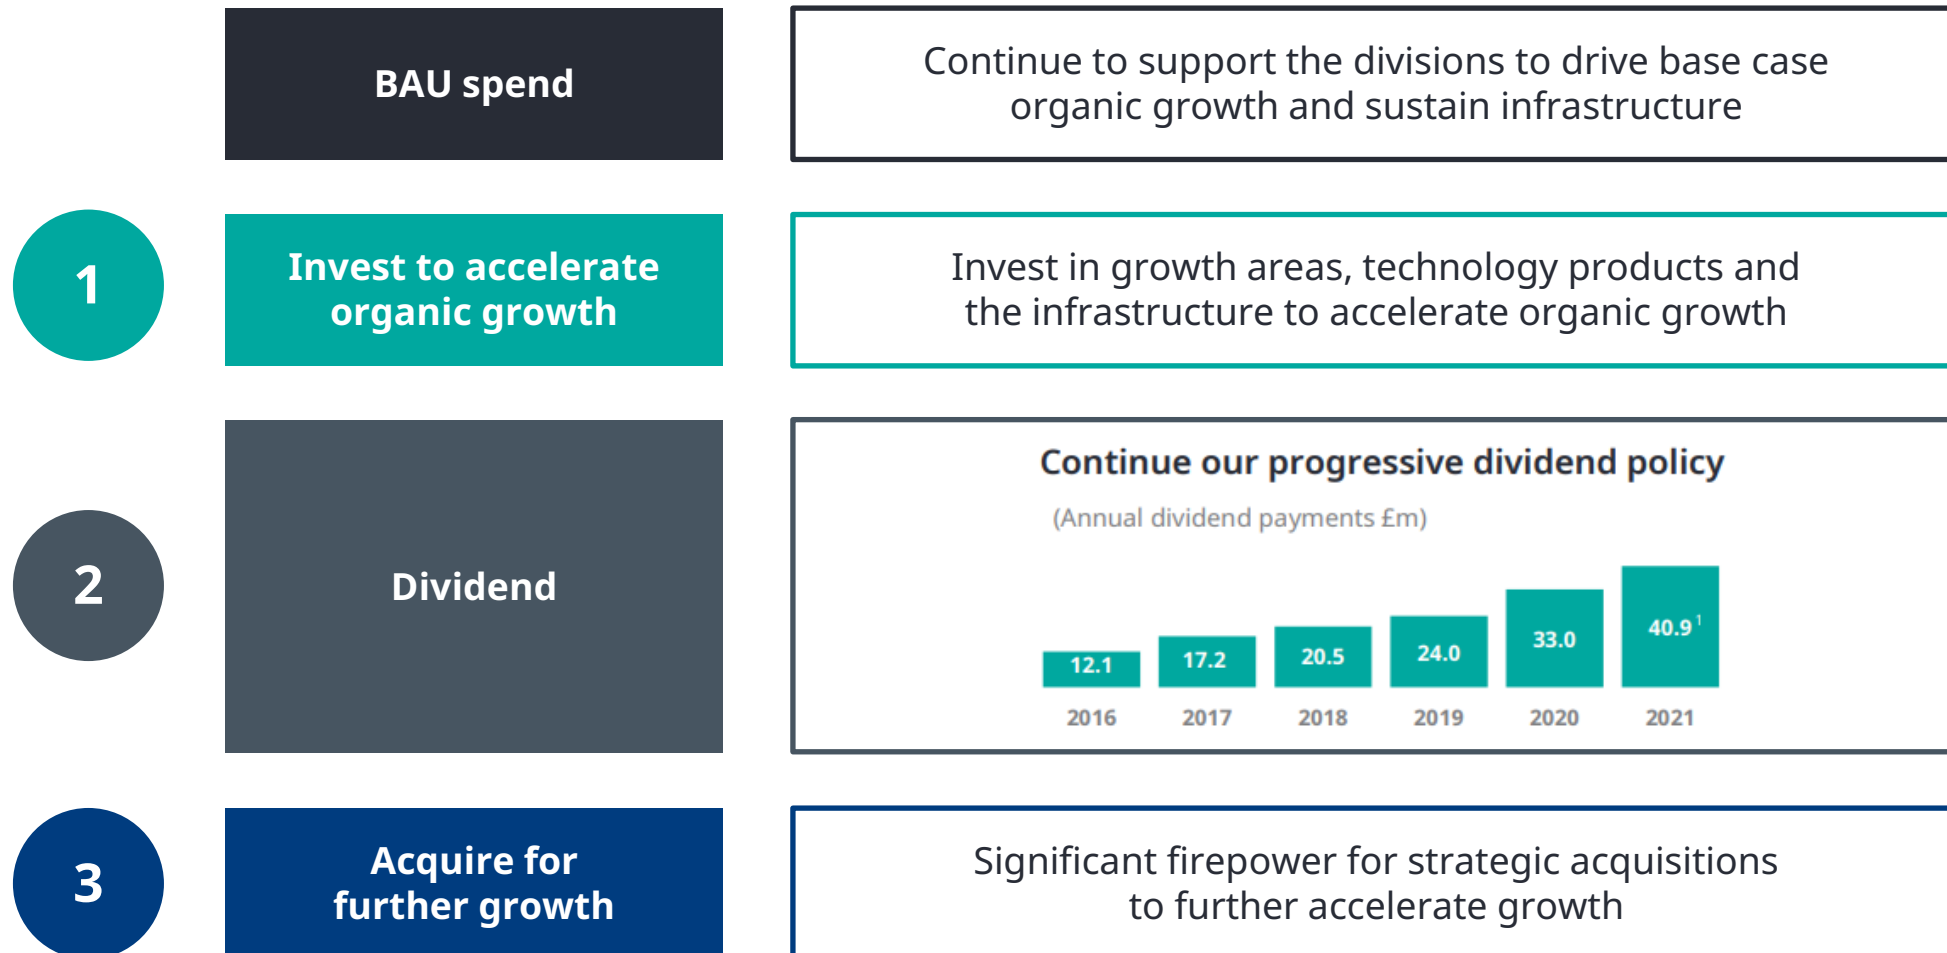 BAU spend
Continue to support the divisions to drive base case
organic growth and sustain infrastructure
1
Invest to accelerate
organic growth
Invest in growth areas, technology products and
the infrastructure to accelerate organic growth
2
Dividend
Continue our progressive dividend policy
(Annual dividend payments £m)
12.1 17.2 20.5 24.0 33.0 40.9¹
2016 2017 2018 2019 2020 2021
3
Acquire for
further growth
Significant firepower for strategic acquisitions
to further accelerate growth